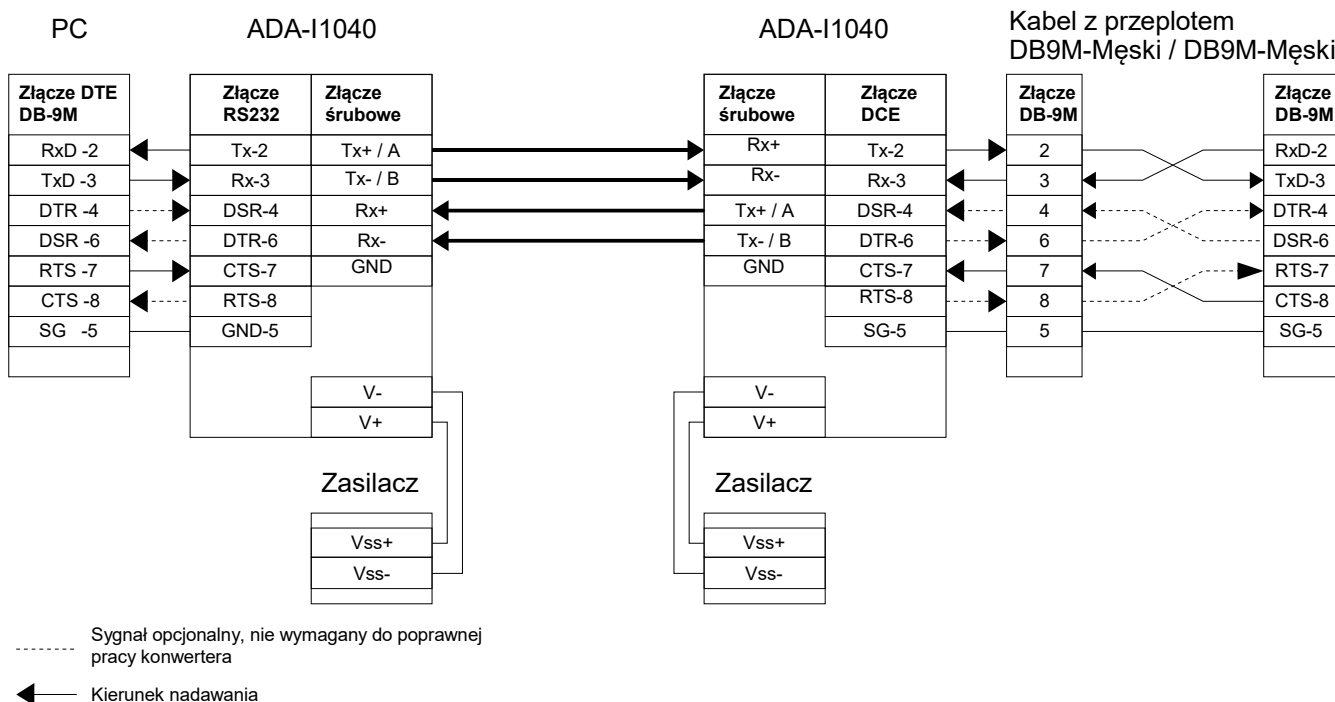 PC
ADA-I1040
ADA-I1040
Kabel z przeplotem
DB9M-Męski / DB9M-Męski
Złącze DTE
DB-9M
Złącze
RS232
Złącze
śrubowe
Złącze
śrubowe
Złącze
DCE
Złącze
DB-9M
Złącze
DB-9M
RxD -2
Tx-2
Tx+ / A
Rx+
Tx-2
2
RxD-2
TxD -3
Rx-3
Tx- / B
Rx-
Rx-3
3
TxD-3
DTR -4
DSR-4
Rx+
Tx+ / A
DSR-4
4
DTR-4
DSR -6
DTR-6
Rx-
Tx- / B
DTR-6
6
DSR-6
RTS -7
CTS-7
GND
GND
CTS-7
7
RTS-7
CTS -8
RTS-8
RTS-8
8
CTS-8
SG -5
GND-5
SG-5
5
SG-5
V-
V+
V-
V+
Zasilacz
Zasilacz
Vss+
Vss-
Vss+
Vss-
Sygnał opcjonalny, nie wymagany do poprawnej
pracy konwertera
Kierunek nadawania